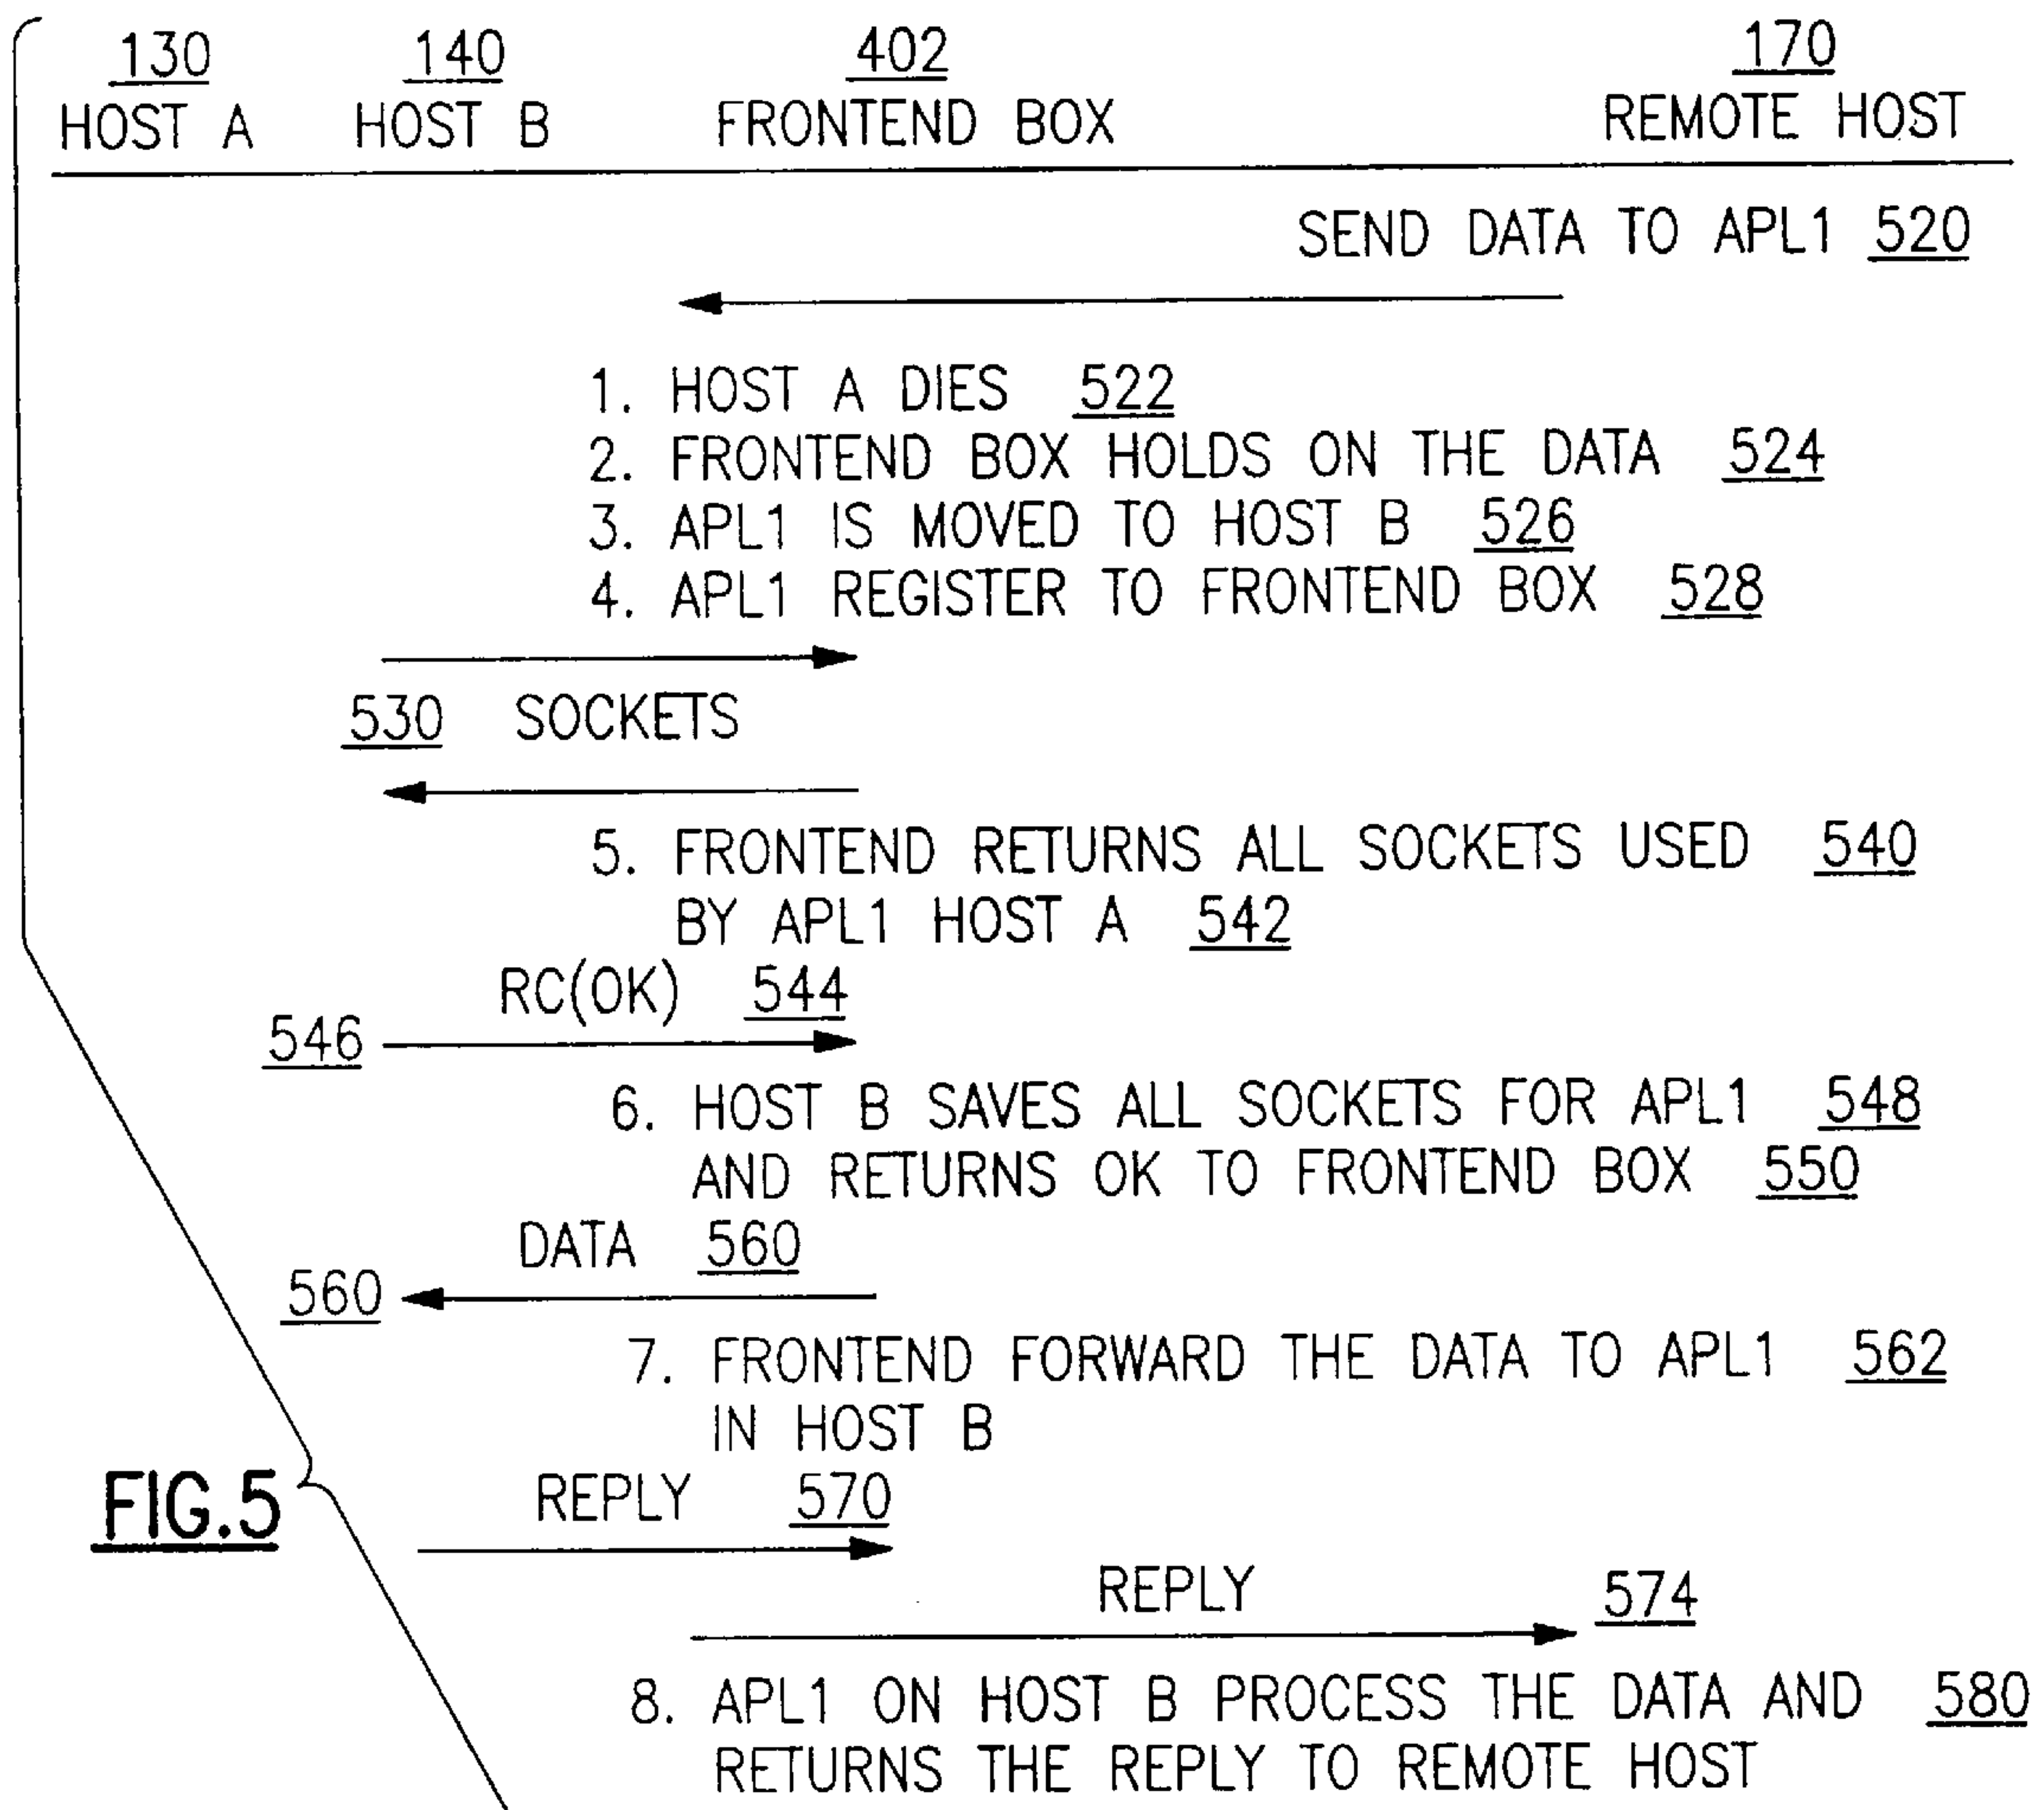 130 140 402 170
HOST A HOST B FRONTEND BOX REMOTE HOST
SEND DATA TO APL1 520
1. HOST A DIES 522
2. FRONTEND BOX HOLDS ON THE DATA 524
3. APL1 IS MOVED TO HOST B 526
4. APL1 REGISTER TO FRONTEND BOX 528
530 SOCKETS
5. FRONTEND RETURNS ALL SOCKETS USED 540
BY APL1 HOST A 542
RC(OK) 544
546
6. HOST B SAVES ALL SOCKETS FOR APL1 548
AND RETURNS OK TO FRONTEND BOX 550
DATA 560
560
7. FRONTEND FORWARD THE DATA TO APL1 562
IN HOST B
REPLY 570
FIG.5
REPLY 574
8. APL1 ON HOST B PROCESS THE DATA AND 580
RETURNS THE REPLY TO REMOTE HOST